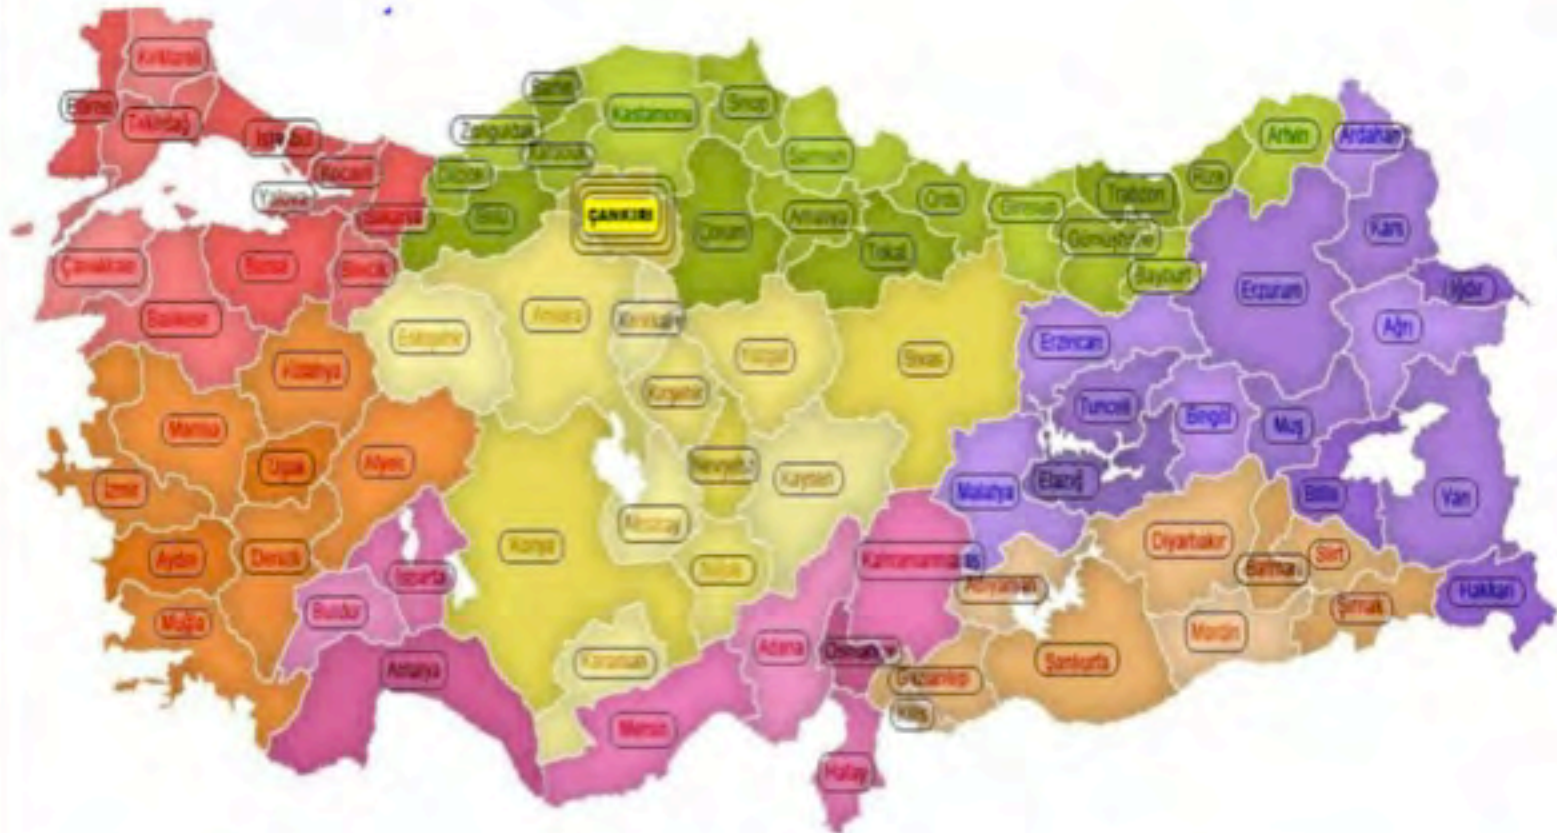 Kırklareli
Edirne
Tekirdağ
İstanbul
Kocaeli
Yalova
Sakarya
Çanakkale
Bursa
Bilecik
Balıkesir
Bartın
Zonguldak
Karabük
Kastamonu
Sinop
Düzce
Bolu
ÇANKIRI
Samsun
Çorum
Amasya
Tokat
Ordu
Giresun
Trabzon
Rize
Artvin
Gümüşhane
Bayburt
Ardahan
Kars
Iğdır
Erzurum
Ağrı
Erzincan
Tunceli
Bingöl
Muş
Elazığ
Malatya
Bitlis
Van
Hakkari
Eskişehir
Ankara
Kırıkkale
Yozgat
Sivas
Kırşehir
Nevşehir
Kayseri
Aksaray
Konya
Niğde
Karaman
Kütahya
Manisa
Uşak
Afyon
İzmir
Aydın
Denizli
Muğla
Isparta
Burdur
Antalya
Mersin
Adana
Osmaniye
Kahramanmaraş
Hatay
Adıyaman
Gaziantep
Kilis
Şanlıurfa
Diyarbakır
Batman
Siirt
Mardin
Şırnak